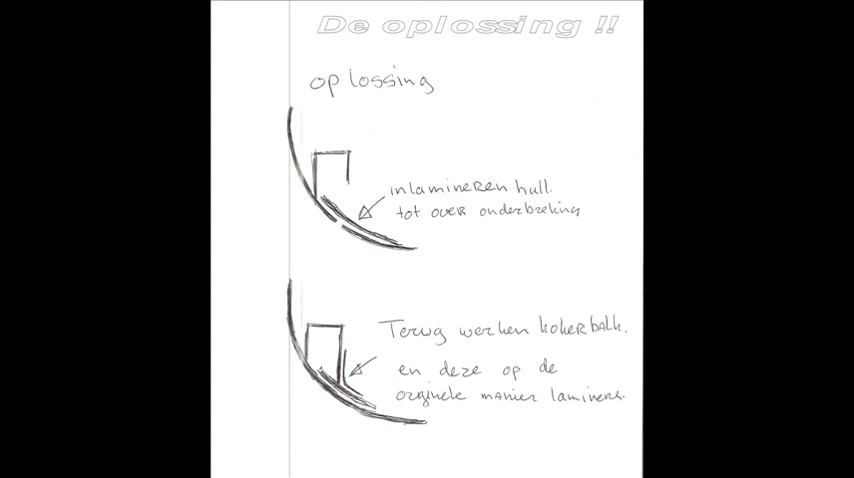 De oplossing !!
oplossing
inlamineren hull.
tot over onderbreking
Terug werken kokerbalk.
en deze op de
orginele manier lamineren.